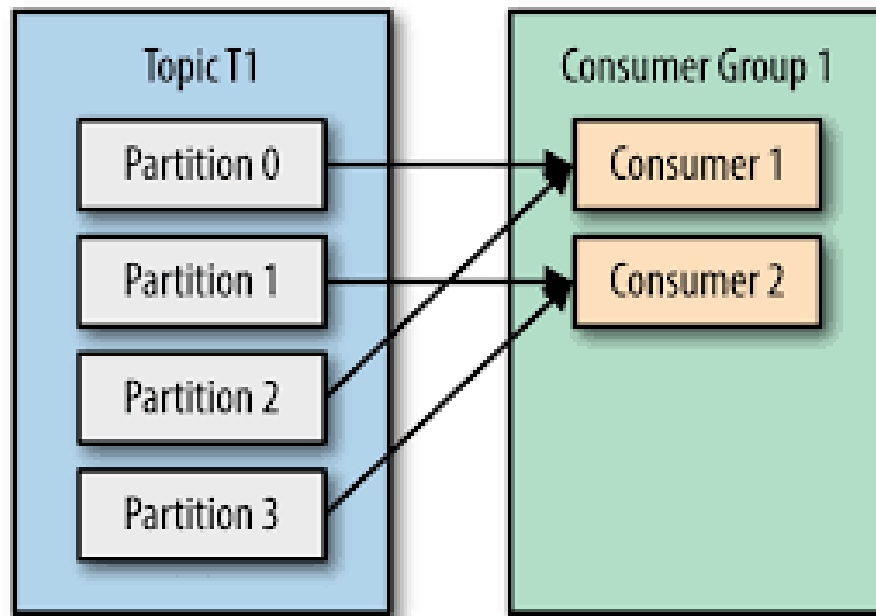 Topic T1
Partition 0
Partition 1
Partition 2
Partition 3
Consumer Group 1
Consumer 1
Consumer 2